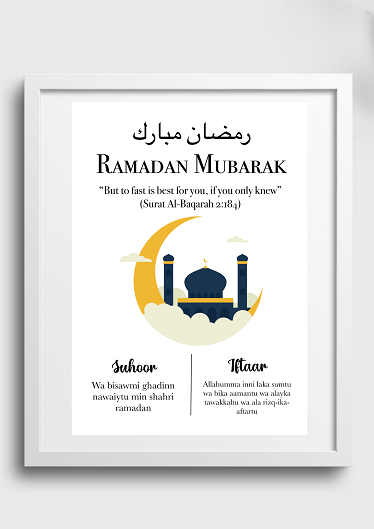 رمضان مبارك
Ramadan Mubarak
“But to fast is best for you, if you only knew”
(Surat Al-Baqarah 2:184)
Suhoor
Wa bisawmi ghadinn
nawaiytu min shahri
ramadan
Iftaar
Allahumma inni laka sumtu
wa bika aamantu wa alayka
tawakkaltu wa ala rizq-ika-
aftartu